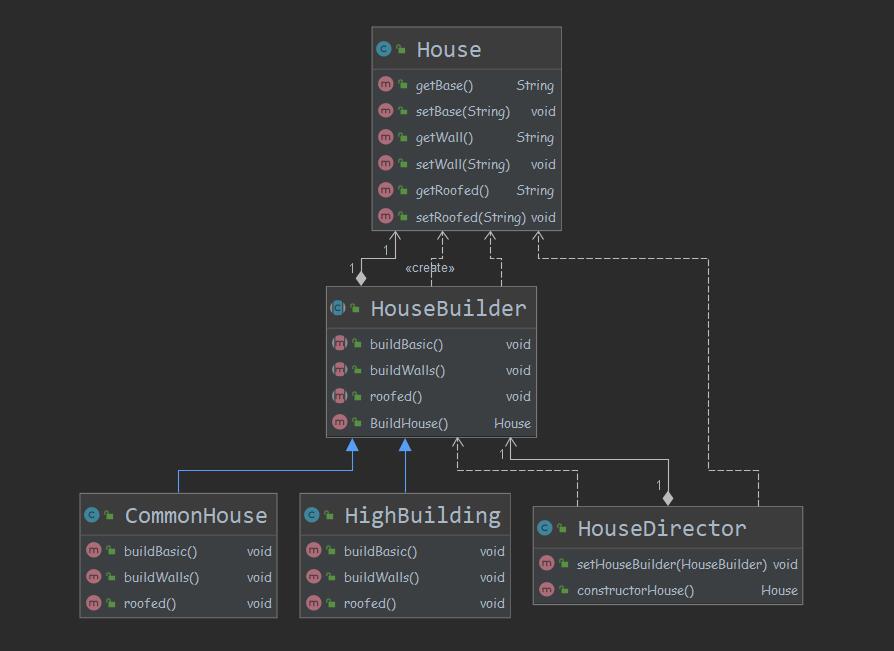 House
getBase() String
setBase(String) void
getWall() String
setWall(String) void
getRoofed() String
setRoofed(String) void
1
1
«create»
HouseBuilder
buildBasic() void
buildWalls() void
roofed() void
BuildHouse() House
1
1
CommonHouse
buildBasic() void
buildWalls() void
roofed() void
HighBuilding
buildBasic() void
buildWalls() void
roofed() void
HouseDirector
setHouseBuilder(HouseBuilder) void
constructorHouse() House